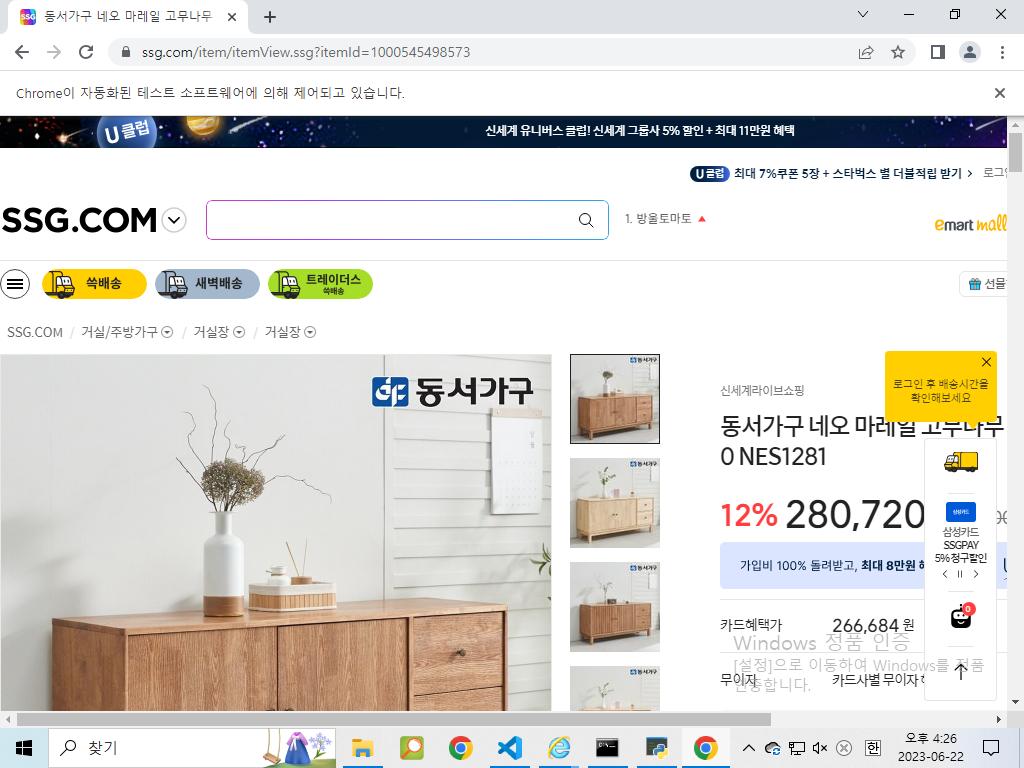 동서가구 네오 마레일 고무나무
ssg.com/item/itemView.ssg?itemId=1000545498573
Chrome이 자동화된 테스트 소프트웨어에 의해 제어되고 있습니다.
U 클럽
신세계 유니버스 클럽! 신세계 그룹사 5% 할인 + 최대 11만원 혜택
U 클럽 최대 7%쿠폰 5장 + 스타벅스 별 더블적립 받기 >
SSG.COM
1. 방울토마토
emart mall
쓱배송
새벽배송
트레이더스
쓱배송
선물
SSG.COM / 거실/주방가구 / 거실장 / 거실장
동서가구
로그인 후 배송시간을
확인해보세요
신세계라이브쇼핑
동서가구 네오 마레일 고무나무
0 NES1281
12% 280,720
삼성카드
삼성카드
SSGPAY
5% 청구할인
가입비 100% 돌려받고, 최대 8만원
카드혜택가 266,684 원
0
Windows 정품 인증
[설정]으로 이동하여 Windows를 정품
인증합니다.
무이자 카드사별 무이자
찾기
한
오후 4:26
2023-06-22